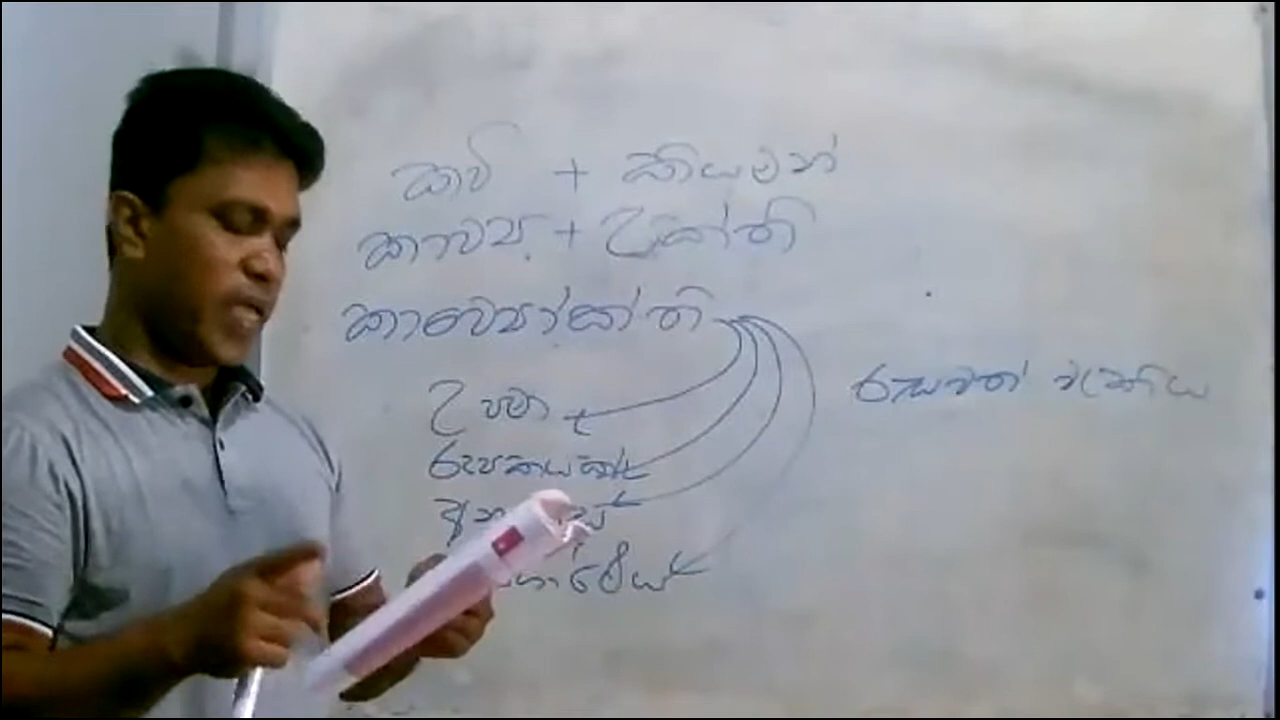 කවි + කියමන්
කාව්‍ය + උක්ති
කාව්‍යෝක්ති
උපමා
රූපකයක්
රසවත් වැකිය